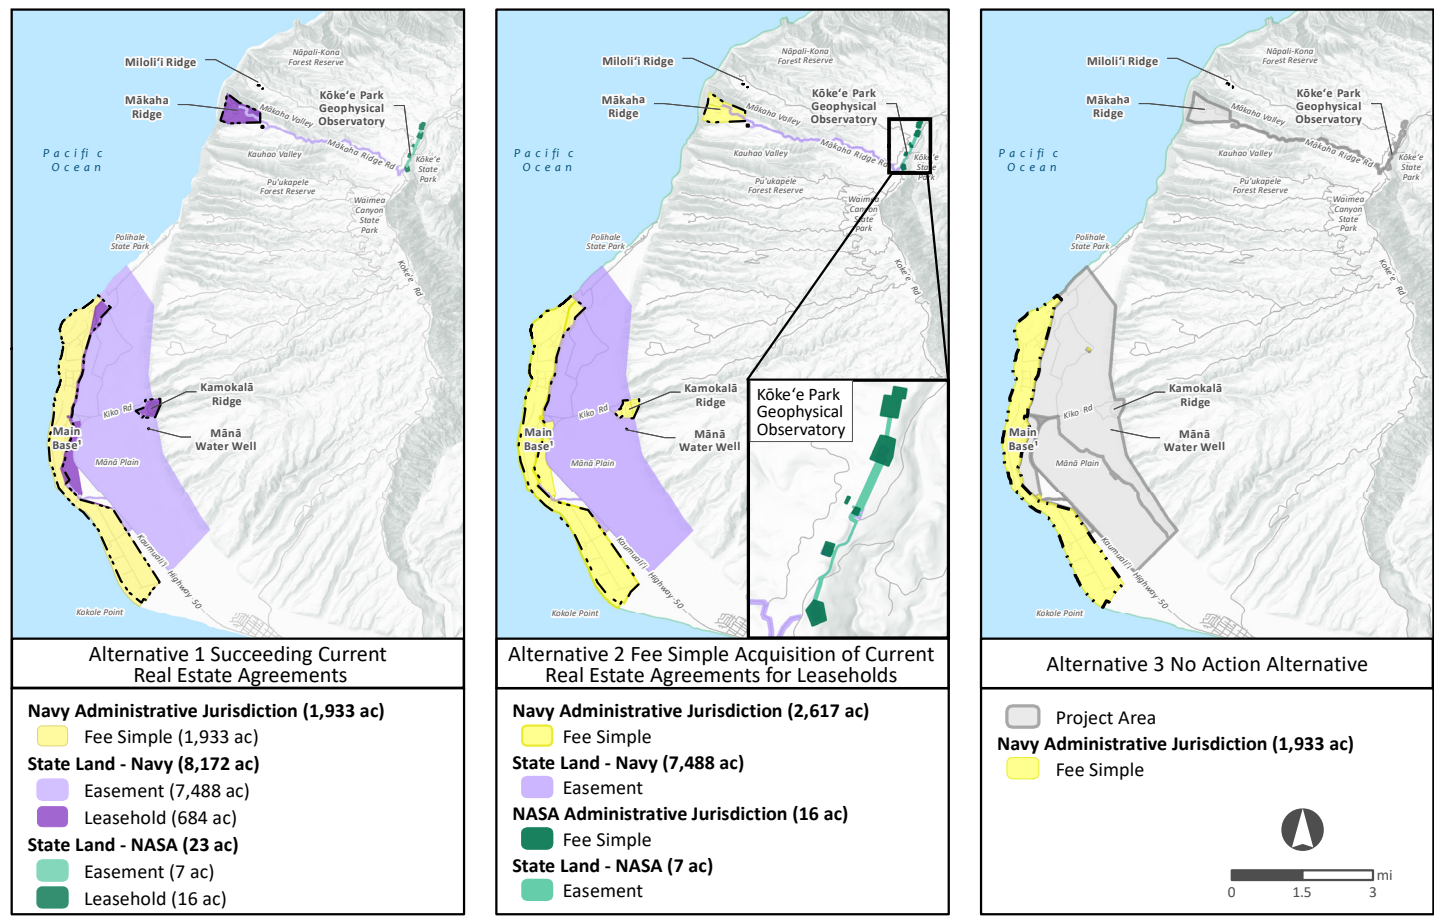 Nāpali-Kona
Forest Reserve
Miloli‘i Ridge
Mākaha
Ridge
Kōke‘e Park
Geophysical
Observatory
Mākaha Valley
Mākaha Ridge Rd
Kōke‘e
State
Park
Kauhao Valley
Pacific
Ocean
Pu‘ukapele
Forest Reserve
Waimea
Canyon
State
Park
Polihale
State Park
Koke‘e Rd
Kamokalā
Ridge
Kiko Rd
Main
Base¹
Mānā
Water Well
Mānā Plain
Kaumuali‘i Highway 50
Kokole Point
Alternative 1 Succeeding Current
Real Estate Agreements
Navy Administrative Jurisdiction (1,933 ac)
Fee Simple (1,933 ac)
State Land - Navy (8,172 ac)
Easement (7,488 ac)
Leasehold (684 ac)
State Land - NASA (23 ac)
Easement (7 ac)
Leasehold (16 ac)
Nāpali-Kona
Forest Reserve
Miloli‘i Ridge
Mākaha
Ridge
Kōke‘e Park
Geophysical
Observatory
Mākaha Valley
Mākaha Ridge Rd
Kōke‘e
State
Park
Kauhao Valley
Pacific
Ocean
Pu‘ukapele
Forest Reserve
Waimea
Canyon
State
Park
Polihale
State Park
Koke‘e Rd
Kamokalā
Ridge
Kiko Rd
Main
Base¹
Mānā
Water Well
Mānā Plain
Kaumuali‘i Highway 50
Kokole Point
Kōke‘e Park
Geophysical
Observatory
Alternative 2 Fee Simple Acquisition of Current
Real Estate Agreements for Leaseholds
Navy Administrative Jurisdiction (2,617 ac)
Fee Simple
State Land - Navy (7,488 ac)
Easement
NASA Administrative Jurisdiction (16 ac)
Fee Simple
State Land - NASA (7 ac)
Easement
Nāpali-Kona
Forest Reserve
Miloli‘i Ridge
Mākaha
Ridge
Kōke‘e Park
Geophysical
Observatory
Mākaha Valley
Mākaha Ridge Rd
Kōke‘e
State
Park
Kauhao Valley
Pacific
Ocean
Pu‘ukapele
Forest Reserve
Waimea
Canyon
State
Park
Polihale
State Park
Koke‘e Rd
Kamokalā
Ridge
Kiko Rd
Main
Base¹
Mānā
Water Well
Mānā Plain
Kaumuali‘i Highway 50
Kokole Point
Alternative 3 No Action Alternative
Project Area
Navy Administrative Jurisdiction (1,933 ac)
Fee Simple
mi
0 1.5 3